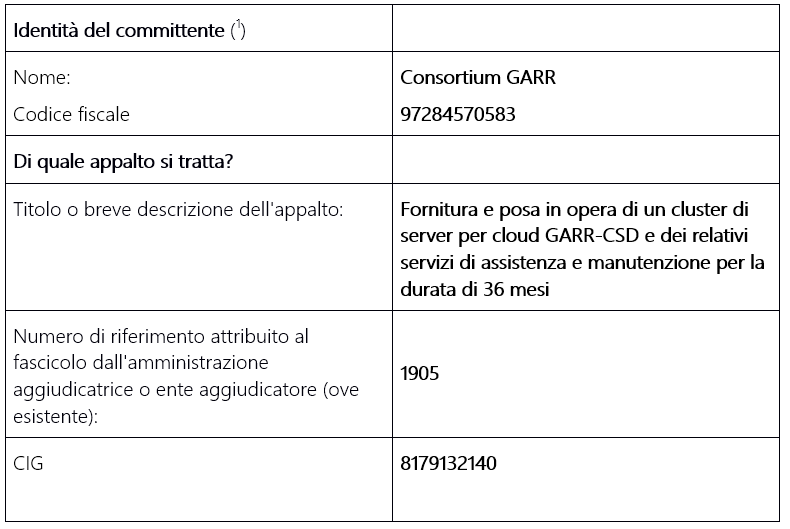 Identità del committente (1)
Nome:
Consortium GARR
Codice fiscale
97284570583
Di quale appalto si tratta?
Titolo o breve descrizione dell'appalto:
Fornitura e posa in opera di un cluster di
server per cloud GARR-CSD e dei relativi
servizi di assistenza e manutenzione per la
durata di 36 mesi
Numero di riferimento attribuito al
fascicolo dall'amministrazione
aggiudicatrice o ente aggiudicatore (ove
esistente):
1905
CIG
8179132140